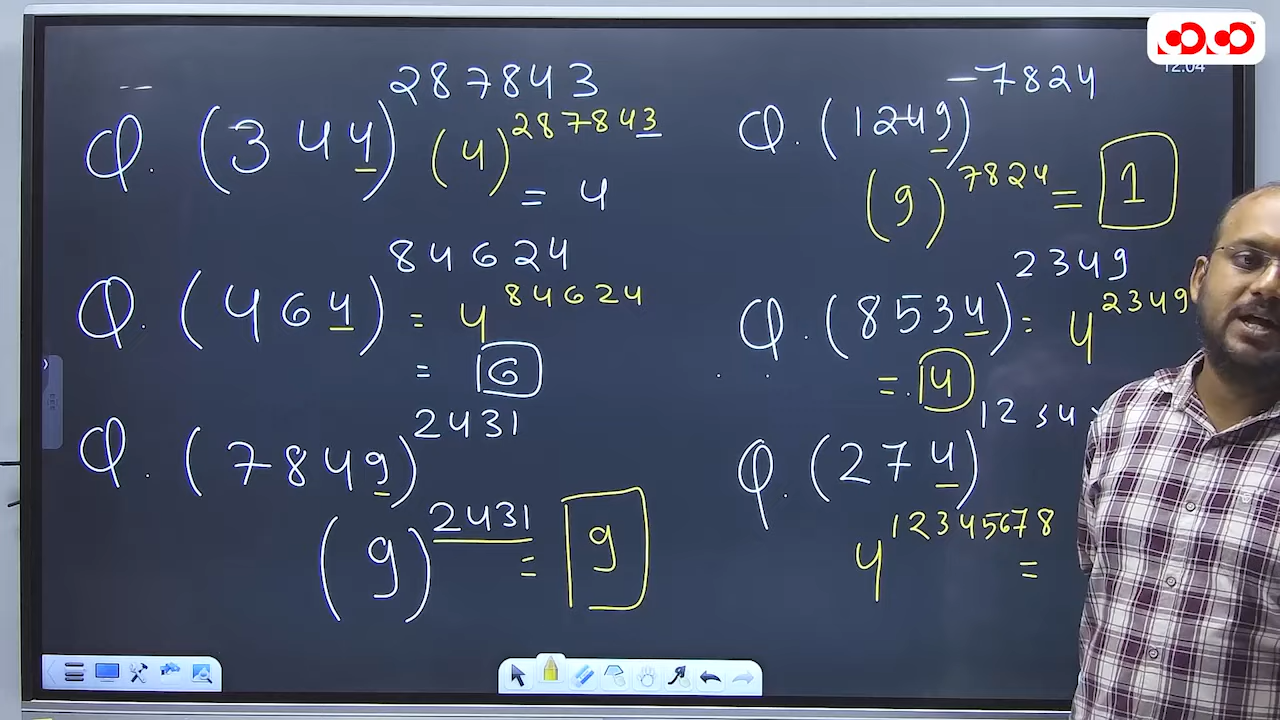 Q. (344)^287843 (4)^287843
= 4
Q. (464)^84624 = 4^84624
= 6
Q. (7849)^2431
(9)^2431 = 9
12:04
Q. (1249)^7824
(9)^7824 = 1
Q. (8534)^2349 = 4^2349
= 4
Q. (274)^1234
4^12345678 =